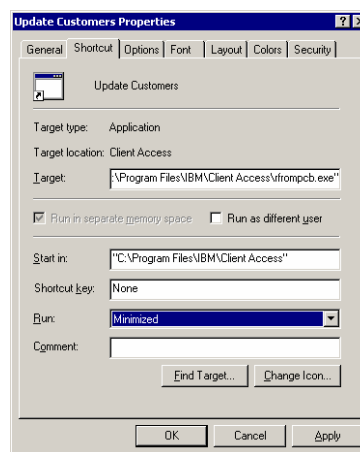 Update Customers Properties
General Shortcut Options Font Layout Colors Security
Update Customers
Target type: Application
Target location: Client Access
Target: :\Program Files\IBM\Client Access\rfrompcb.exe"
Run in separate memory space Run as different user
Start in: "C:\Program Files\IBM\Client Access"
Shortcut key: None
Run: Minimized
Comment:
Find Target... Change Icon...
OK Cancel Apply